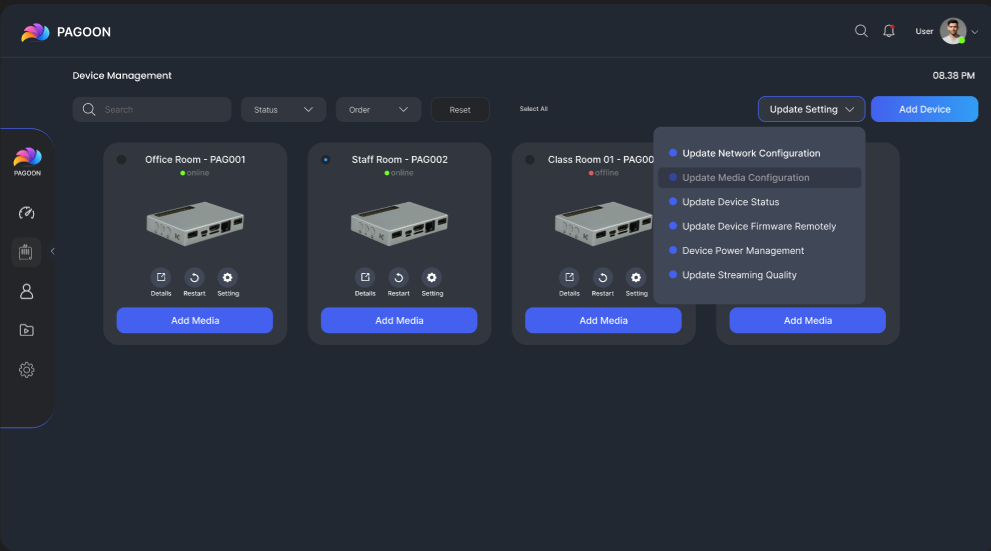 PAGOON
User
Device Management
08.38 PM
Search
Status
Order
Reset
Select All
Update Setting
Add Device
Update Network Configuration
Update Media Configuration
Update Device Status
Update Device Firmware Remotely
Device Power Management
Update Streaming Quality
PAGOON
Office Room - PAG001
online
Details Restart Setting
Add Media
Staff Room - PAG002
online
Details Restart Setting
Add Media
Class Room 01 - PAG00
offline
Details Restart Setting
Add Media
Add Media